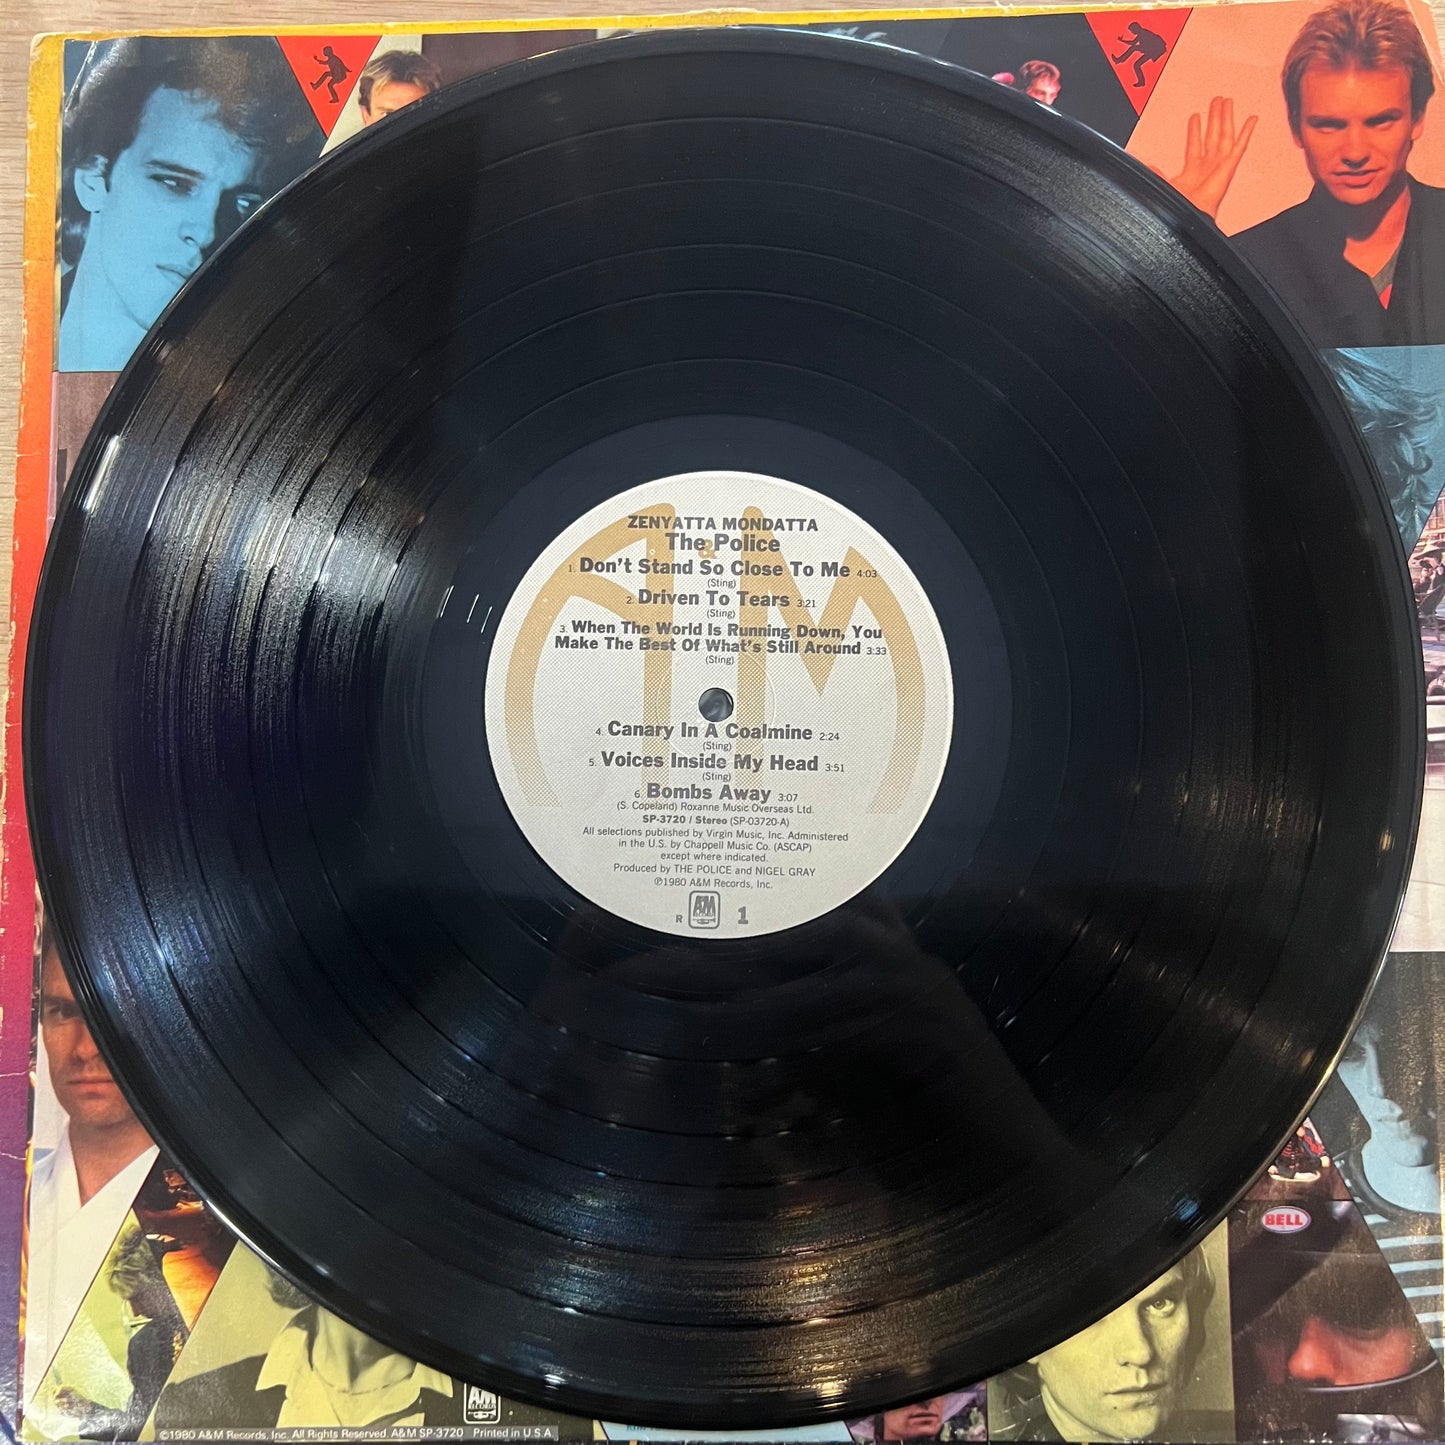 ZENYATTA MONDATTA
The Police
1. Don't Stand So Close To Me 4:03
(Sting)
2. Driven To Tears 3:21
(Sting)
3. When The World Is Running Down, You
Make The Best Of What's Still Around 3:33
(Sting)
4. Canary In A Coalmine 2:24
(Sting)
5. Voices Inside My Head 3:51
(Sting)
6. Bombs Away 3:07
(S. Copeland) Roxanne Music Overseas Ltd.
SP-3720 / Stereo (SP-03720-A)
All selections published by Virgin Music, Inc. Administered
in the U.S. by Chappell Music Co. (ASCAP)
except where indicated.
Produced by THE POLICE and NIGEL GRAY
℗1980 A&M Records, Inc.
R A&M RECORDS 1
A&M
BELL
A&M RECORDS
©1980 A&M Records, Inc. All Rights Reserved. A&M SP-3720 Printed in U.S.A.